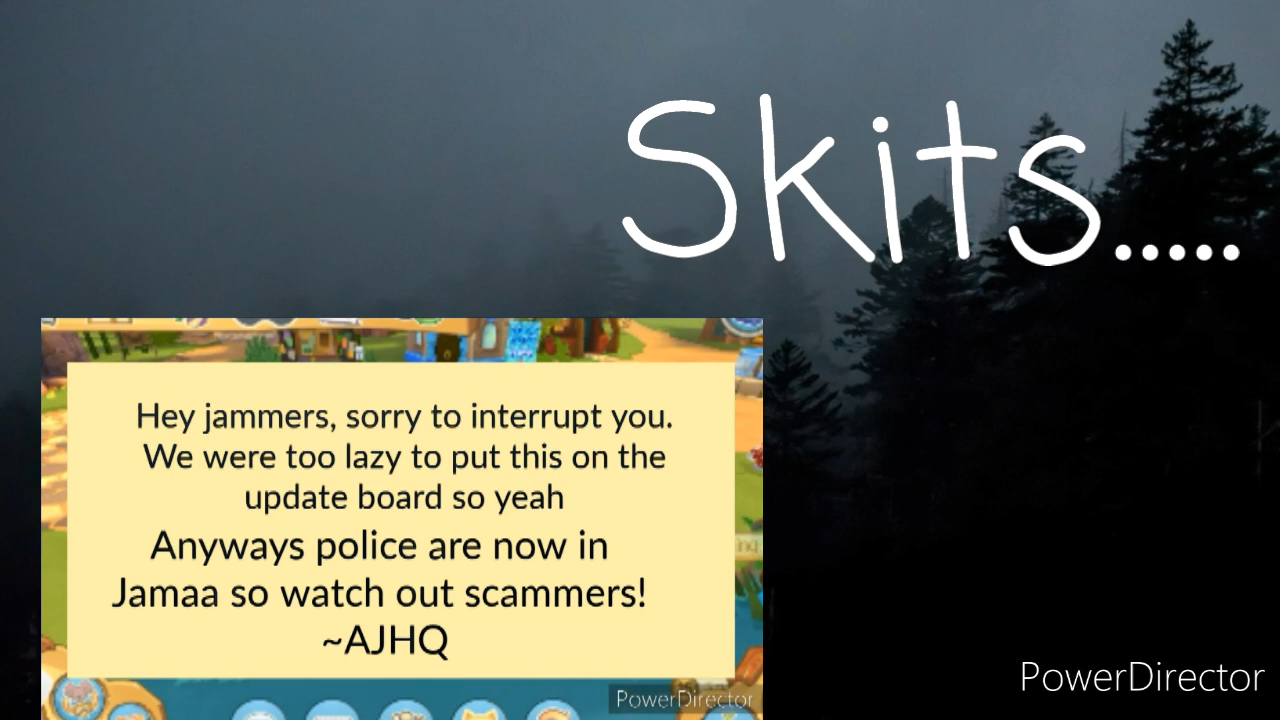 Skits.....
Hey jammers, sorry to interrupt you.
We were too lazy to put this on the
update board so yeah
Anyways police are now in
Jamaa so watch out scammers!
~AJHQ
PowerDirector
PowerDirector